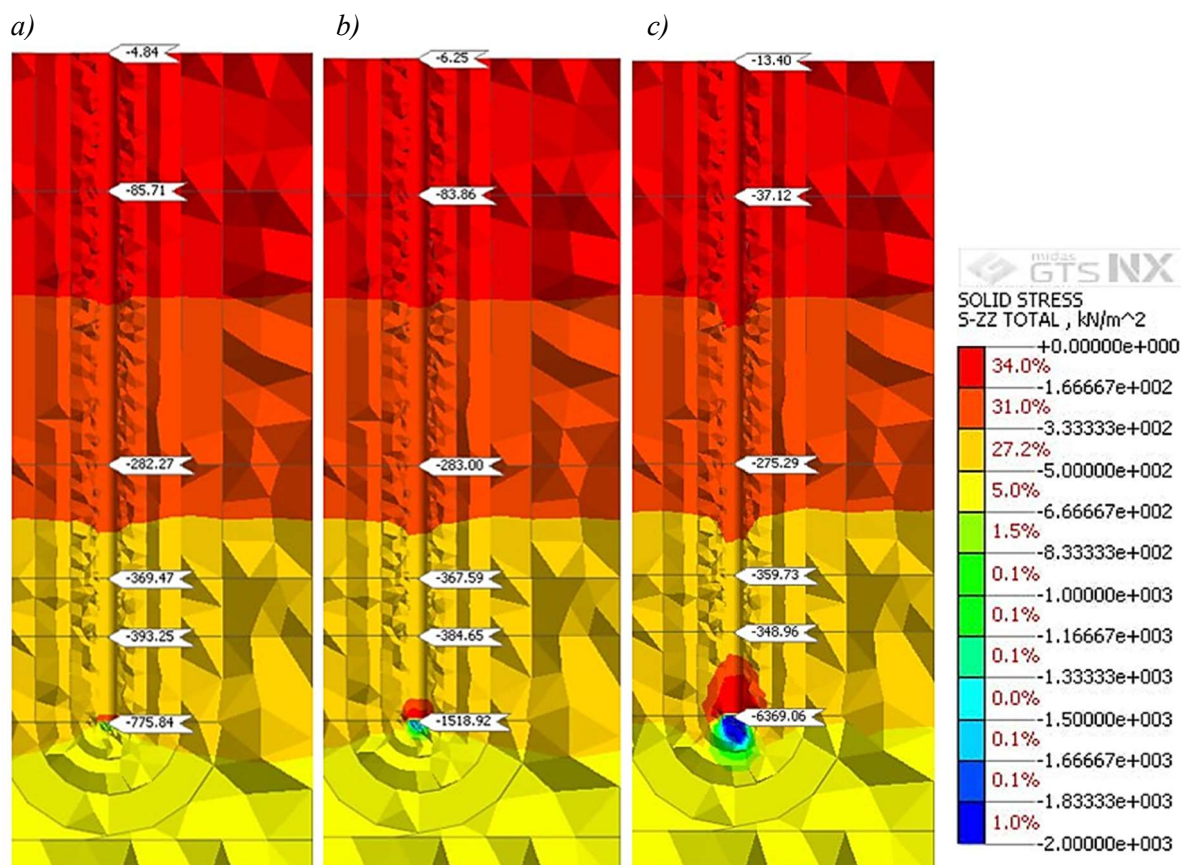 a) b) c)
-4.84 -6.25 -13.40
-85.71 -83.86 -37.12
-282.27 -283.00 -275.29
-369.47 -367.59 -359.73
-393.25 -384.65 -348.96
-775.84 -1518.92 -6369.06
midas
GTS NX
SOLID STRESS
S-ZZ TOTAL , kN/m^2
+0.00000e+000
34.0%
-1.66667e+002
31.0%
-3.33333e+002
27.2%
-5.00000e+002
5.0%
-6.66667e+002
1.5%
-8.33333e+002
0.1%
-1.00000e+003
0.1%
-1.16667e+003
0.1%
-1.33333e+003
0.0%
-1.50000e+003
0.1%
-1.66667e+003
0.1%
-1.83333e+003
1.0%
-2.00000e+003